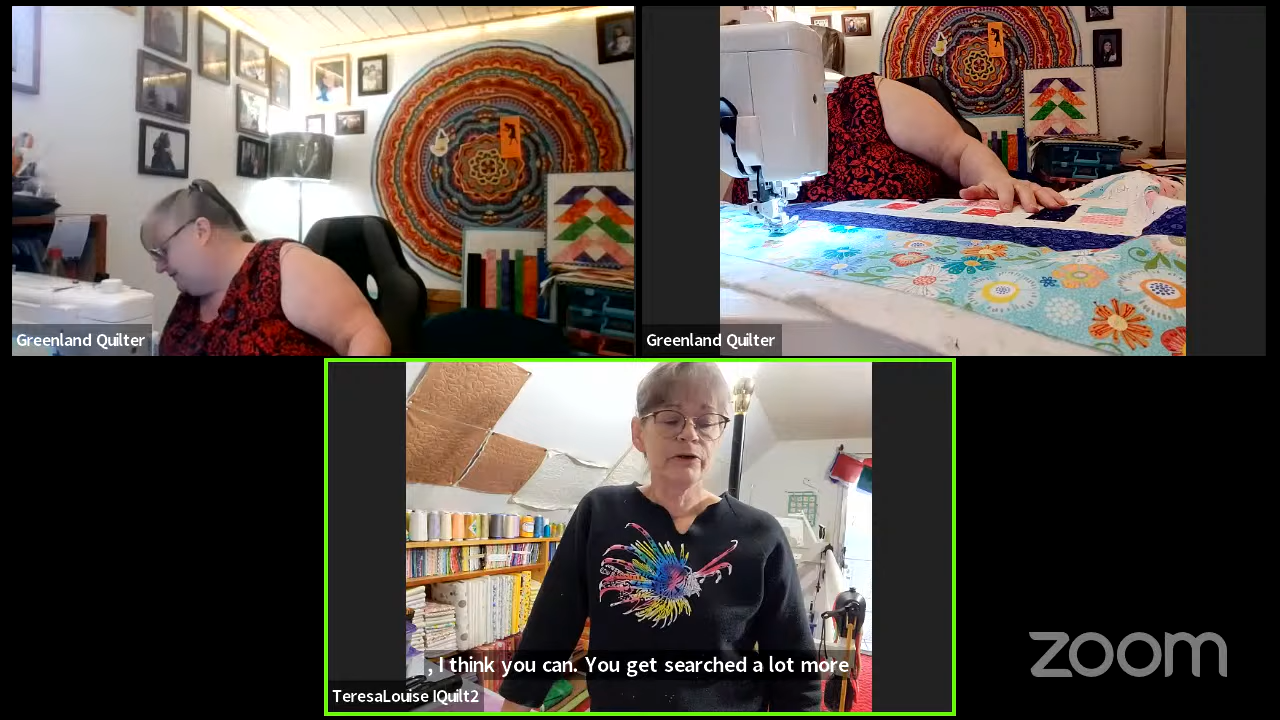 Greenland Quilter
Greenland Quilter
, I think you can. You get searched a lot more
TeresaLouise IQuilt2
zoom